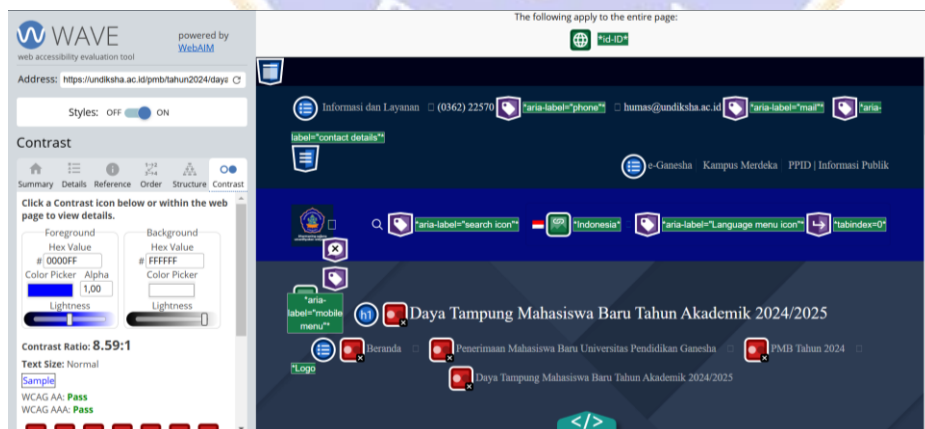 The following apply to the entire page:
*id-ID*
WAVE
web accessibility evaluation tool
powered by
WebAIM
Address: https://undiksha.ac.id/pmb/tahun2024/daya
Styles: OFF ON
Contrast
Summary Details Reference Order Structure Contrast
Click a Contrast icon below or within the web
page to view details.
Foreground
Hex Value
# 0000FF
Color Picker Alpha
1,00
Lightness
Background
Hex Value
# FFFFFF
Color Picker
Lightness
Contrast Ratio: 8.59:1
Text Size: Normal
Sample
WCAG AA: Pass
WCAG AAA: Pass
Informasi dan Layanan (0362) 22570 *aria-label="phone"* humas@undiksha.ac.id *aria-label="mail"* *aria-
label="contact details"*
e-Ganesha Kampus Merdeka PPID | Informasi Publik
*aria-label="search icon"* *Indonesia* *aria-label="Language menu icon"* *tabindex=0*
*aria-
label="mobile
menu"*
h1 Daya Tampung Mahasiswa Baru Tahun Akademik 2024/2025
Beranda Penerimaan Mahasiswa Baru Universitas Pendidikan Ganesha PMB Tahun 2024
*Logo
Daya Tampung Mahasiswa Baru Tahun Akademik 2024/2025
</>